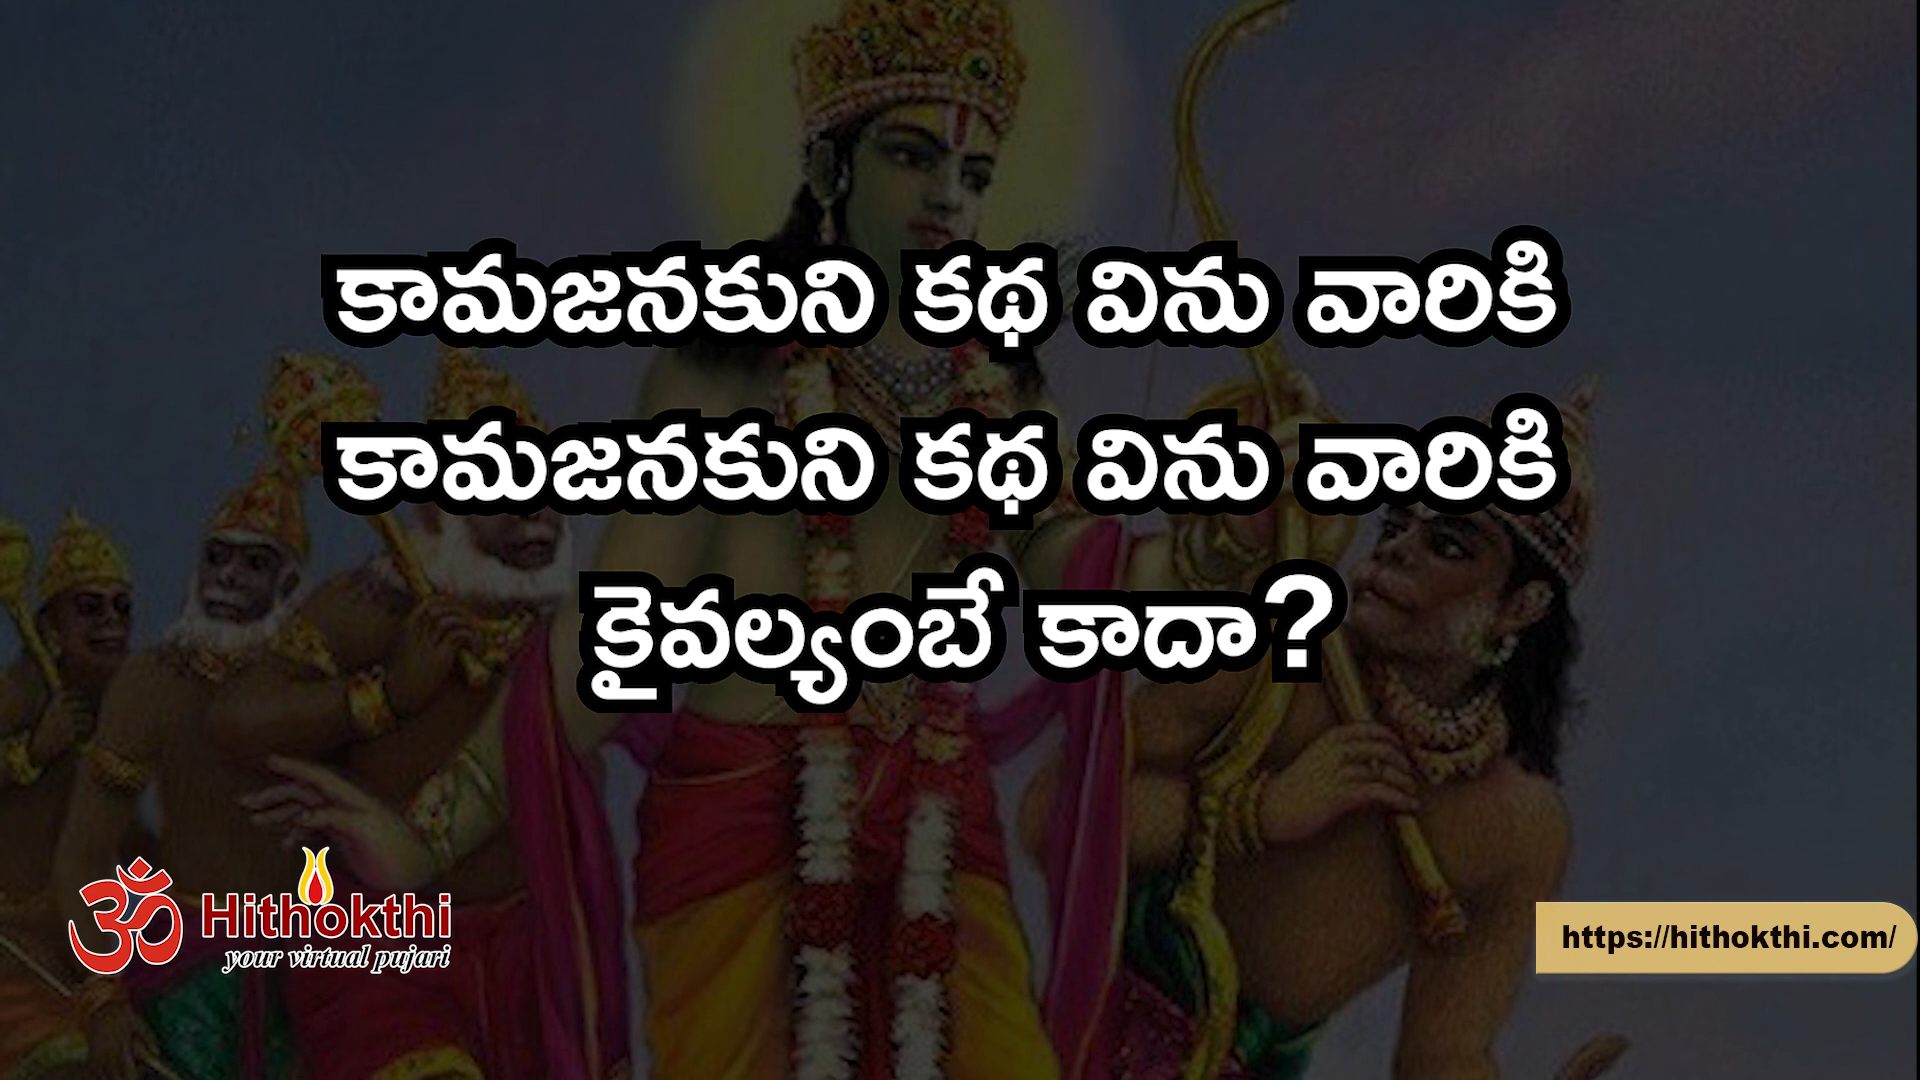 కామజనకుని కథ విను వారికి
కామజనకుని కథ విను వారికి
కైవల్యంబే కాదా?
ॐ Hithokthi
your virtual pujari
https://hithokthi.com/